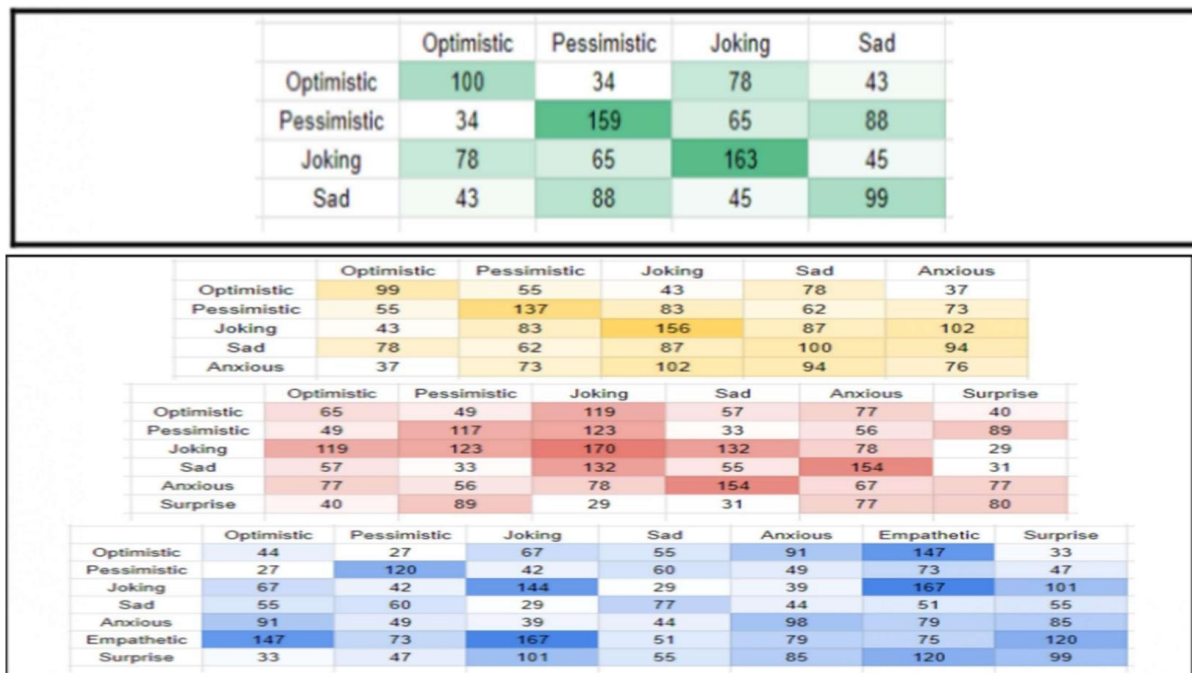 Optimistic Pessimistic Joking Sad
Optimistic 100 34 78 43
Pessimistic 34 159 65 88
Joking 78 65 163 45
Sad 43 88 45 99
Optimistic Pessimistic Joking Sad Anxious
Optimistic 99 55 43 78 37
Pessimistic 55 137 83 62 73
Joking 43 83 156 87 102
Sad 78 62 87 100 94
Anxious 37 73 102 94 76
Optimistic Pessimistic Joking Sad Anxious Surprise
Optimistic 65 49 119 57 77 40
Pessimistic 49 117 123 33 56 89
Joking 119 123 170 132 78 29
Sad 57 33 132 55 154 31
Anxious 77 56 78 154 67 77
Surprise 40 89 29 31 77 80
Optimistic Pessimistic Joking Sad Anxious Empathetic Surprise
Optimistic 44 27 67 55 91 147 33
Pessimistic 27 120 42 60 49 73 47
Joking 67 42 144 29 39 167 101
Sad 55 60 29 77 44 51 55
Anxious 91 49 39 44 98 79 85
Empathetic 147 73 167 51 79 75 120
Surprise 33 47 101 55 85 120 99